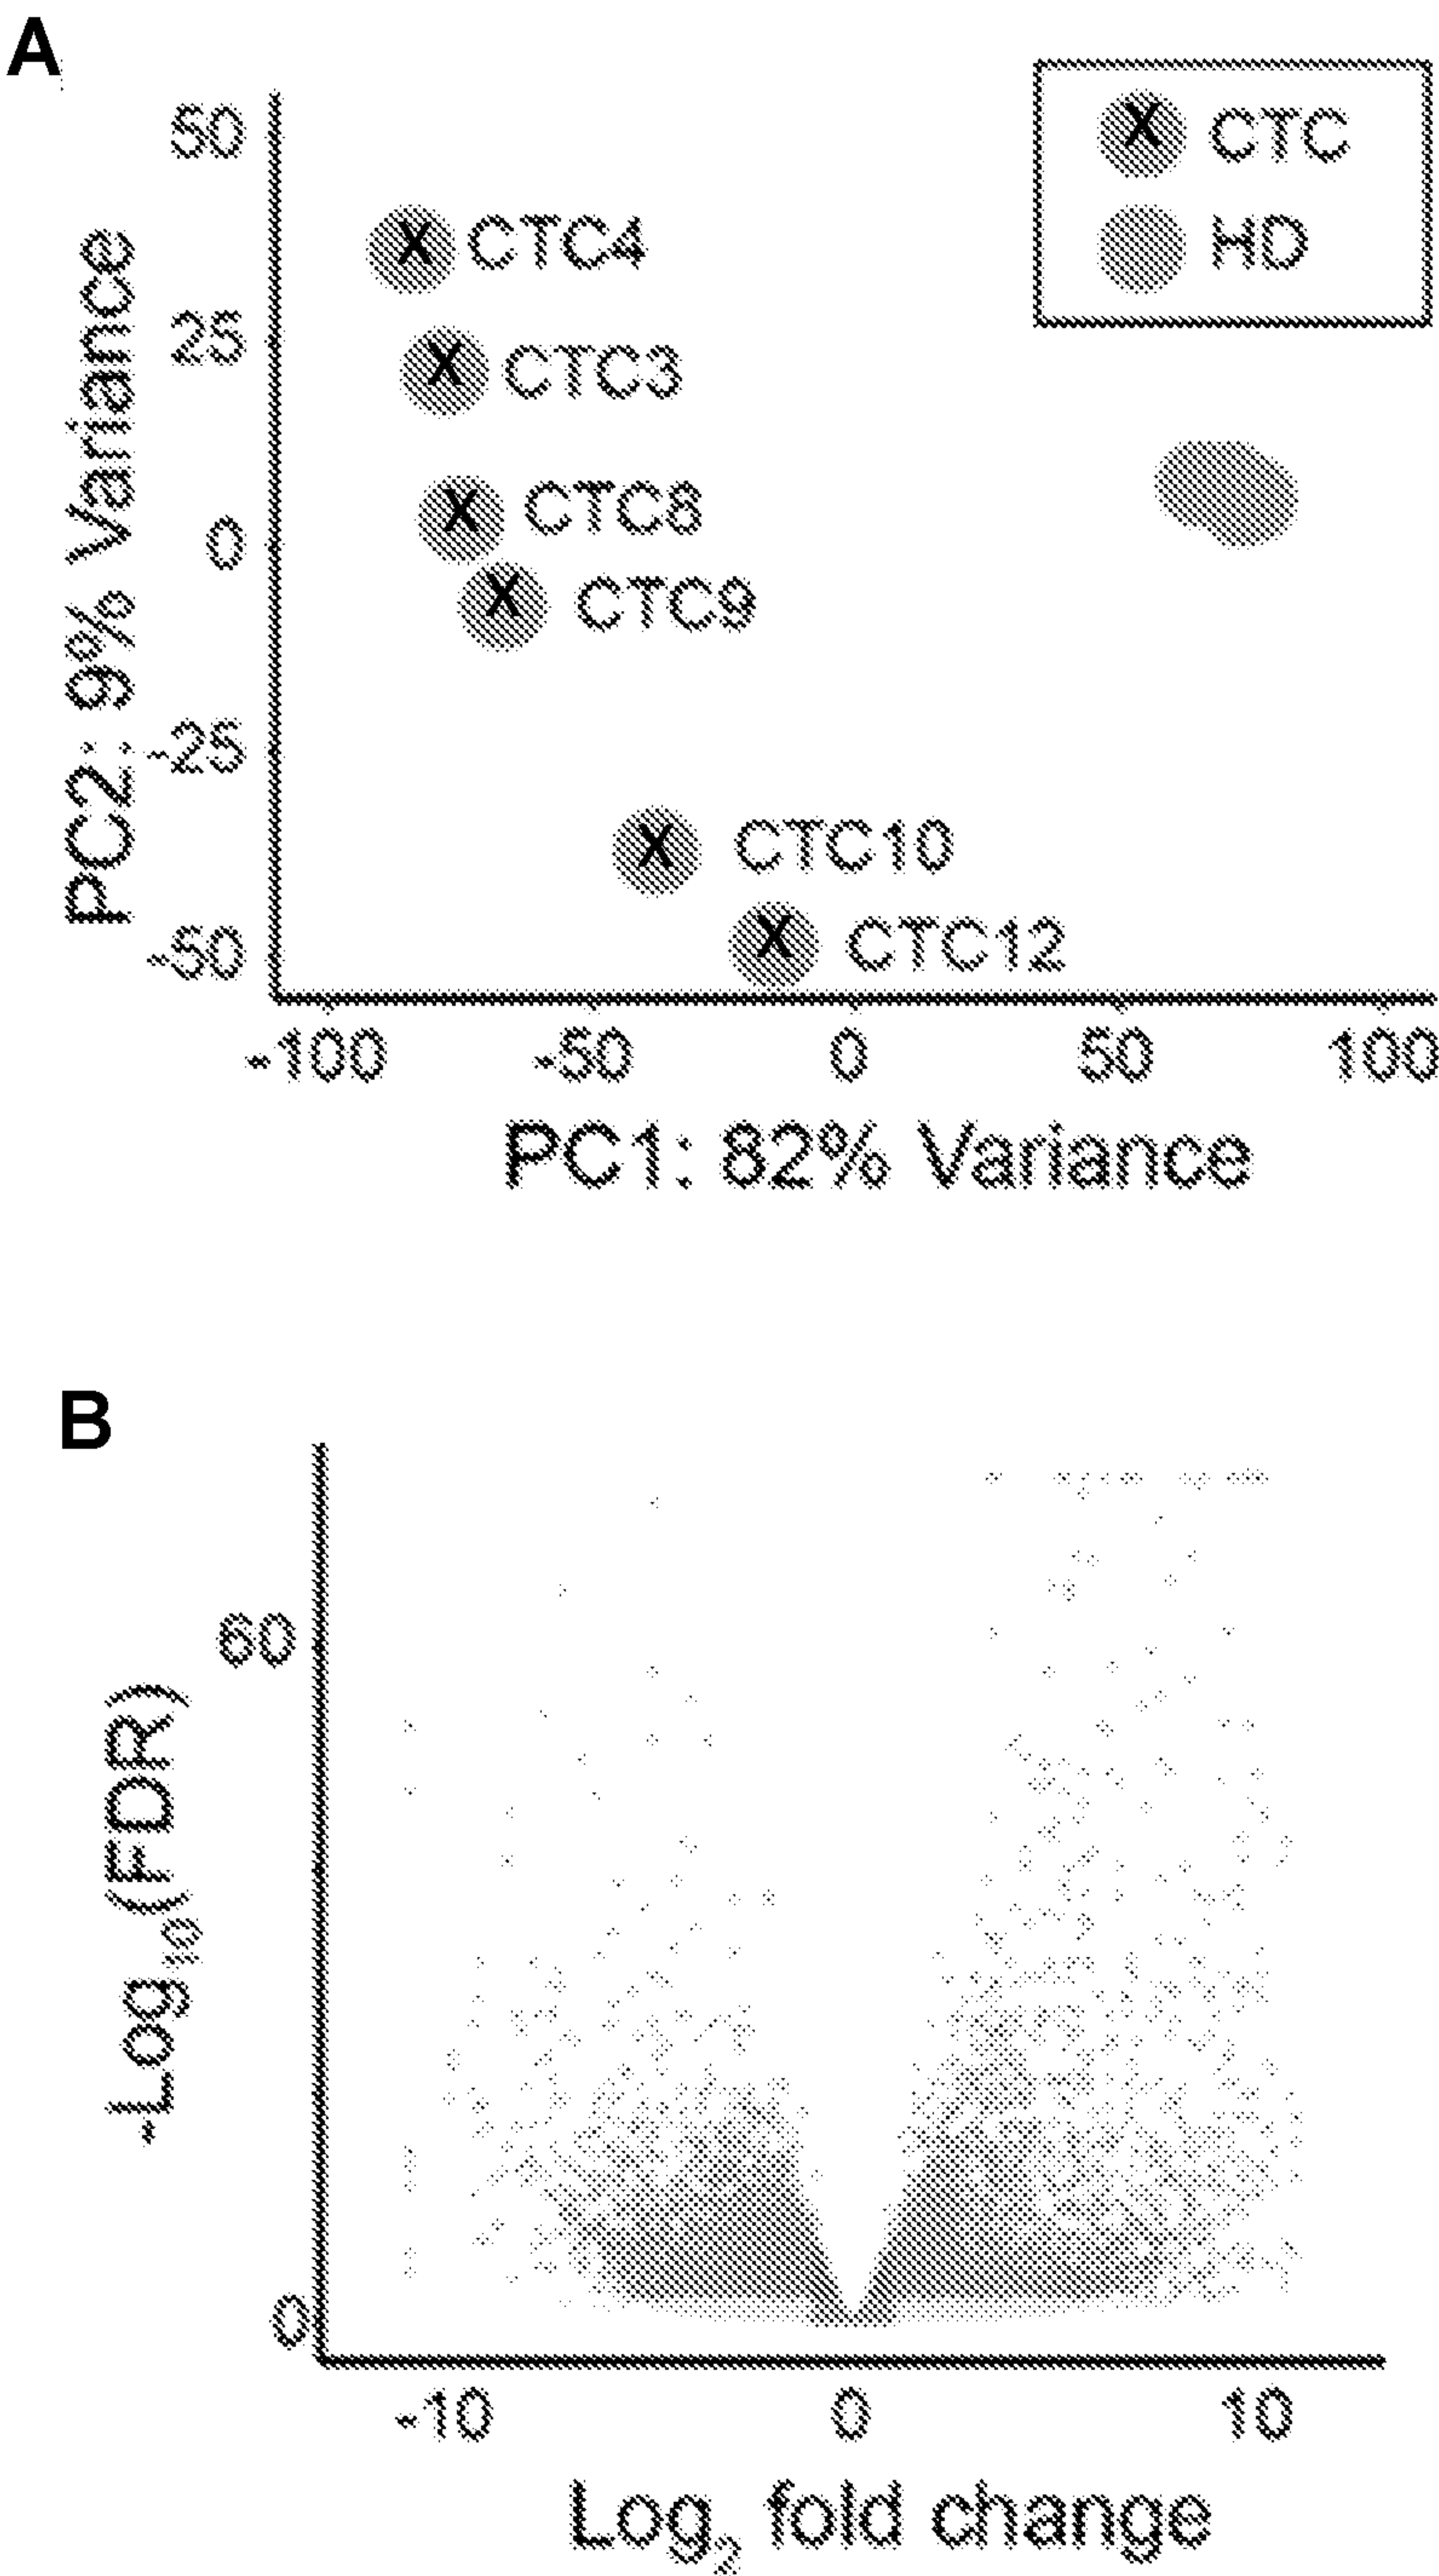 A
50
25
0
-25
-50
PC2: 9% Variance
X CTC
HD
X CTC4
X CTC3
X CTC8
X CTC9
X CTC10
X CTC12
-100 -50 0 50 100
PC1: 82% Variance
B
60
0
-Log10(FDR)
-10 0 10
Log2 fold change